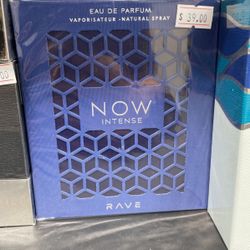 EAU DE PARFUM
VAPORISATEUR - NATURAL SPRAY
$ 39.00
NOW
INTENSE
RAVE